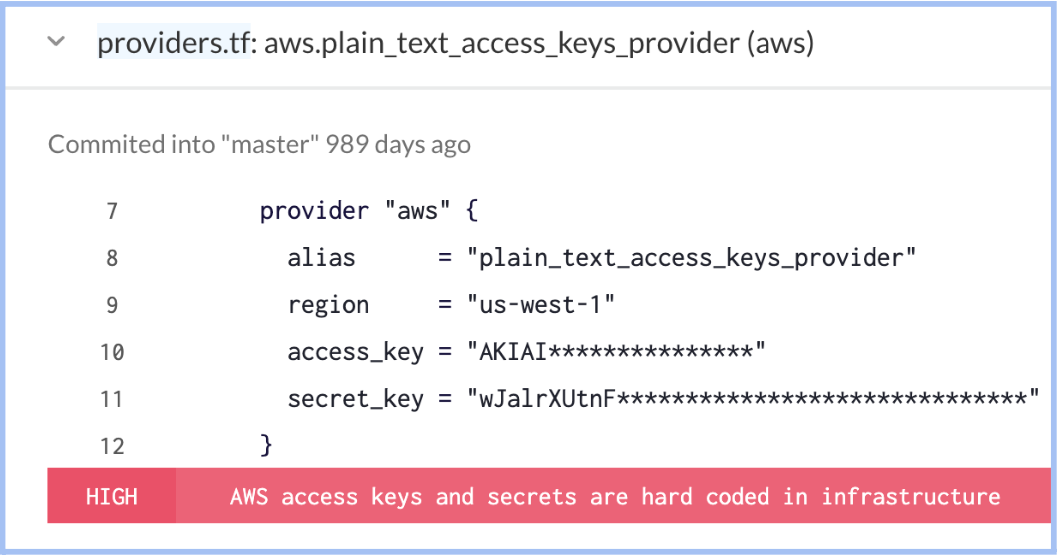 providers.tf: aws.plain_text_access_keys_provider (aws)
Commited into "master" 989 days ago
7 provider "aws" {
8 alias = "plain_text_access_keys_provider"
9 region = "us-west-1"
10 access_key = "AKIAI***************"
11 secret_key = "wJalrXUtnF******************************"
12 }
HIGH AWS access keys and secrets are hard coded in infrastructure